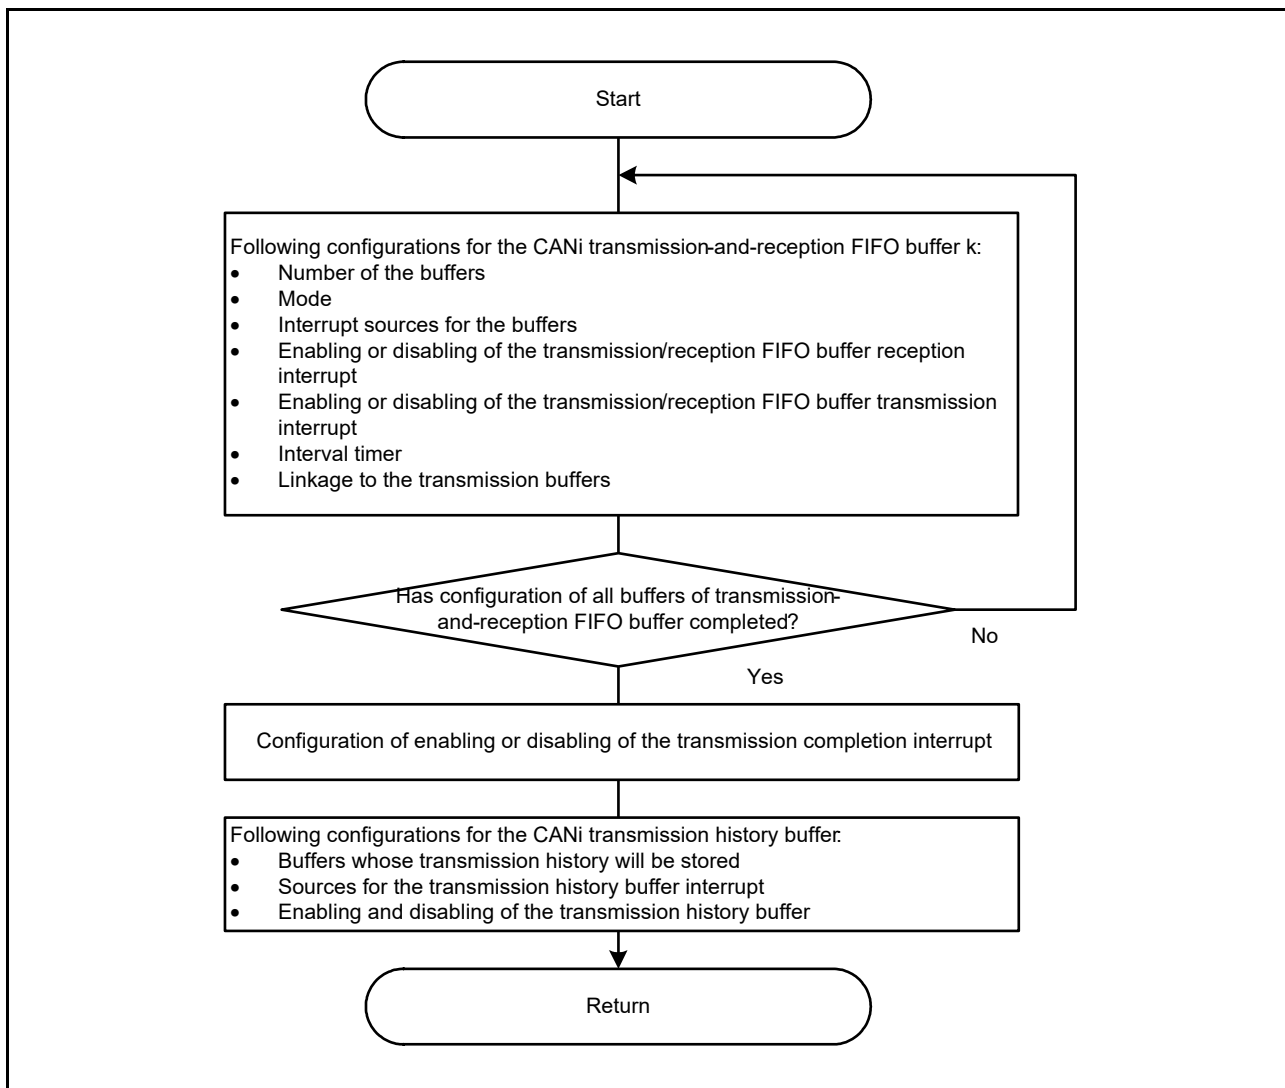 Start
Following configurations for the CANi transmission-and-reception FIFO buffer k:
• Number of the buffers
• Mode
• Interrupt sources for the buffers
• Enabling or disabling of the transmission/reception FIFO buffer reception
interrupt
• Enabling or disabling of the transmission/reception FIFO buffer transmission
interrupt
• Interval timer
• Linkage to the transmission buffers
Has configuration of all buffers of transmission-
and-reception FIFO buffer completed?
No
Yes
Configuration of enabling or disabling of the transmission completion interrupt
Following configurations for the CANi transmission history buffer:
• Buffers whose transmission history will be stored
• Sources for the transmission history buffer interrupt
• Enabling and disabling of the transmission history buffer
Return